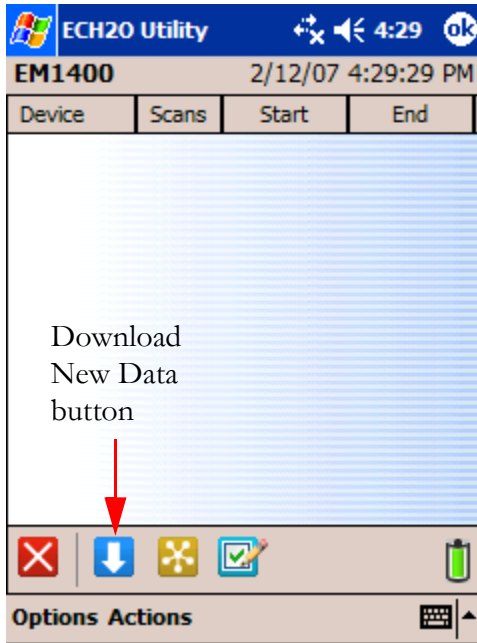 ECH2O Utility 4:29 ok
EM1400 2/12/07 4:29:29 PM
Device Scans Start End
Download
New Data
button
Options Actions